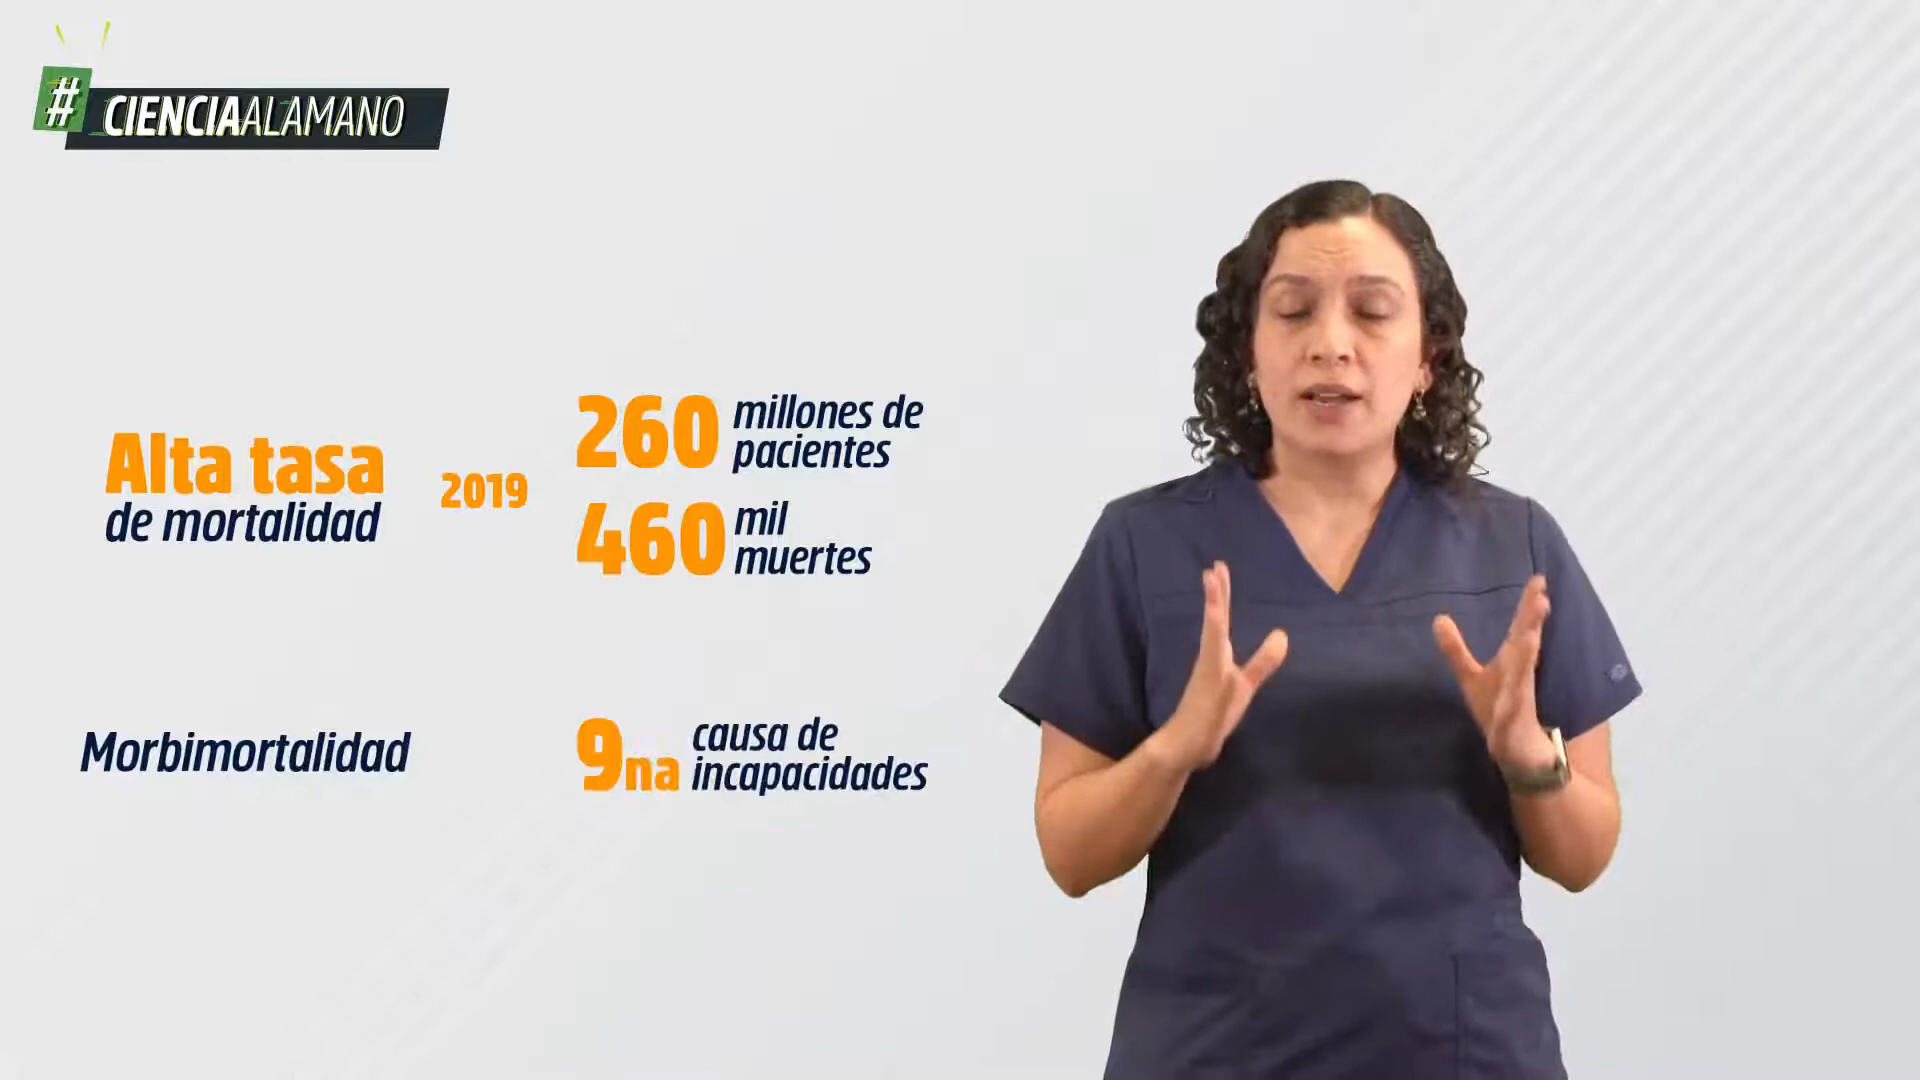 #CIENCIAALAMANO
Alta tasa
de mortalidad
2019
260 millones de
pacientes
460 mil
muertes
Morbimortalidad
9na causa de
incapacidades